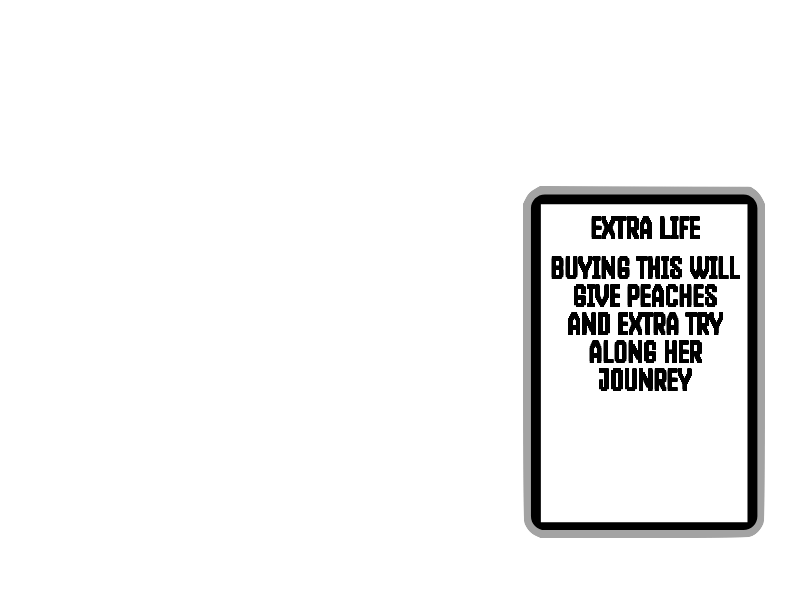 EXTRA LIFE
BUYING THIS WILL
GIVE PEACHES
AND EXTRA TRY
ALONG HER
JOUNREY